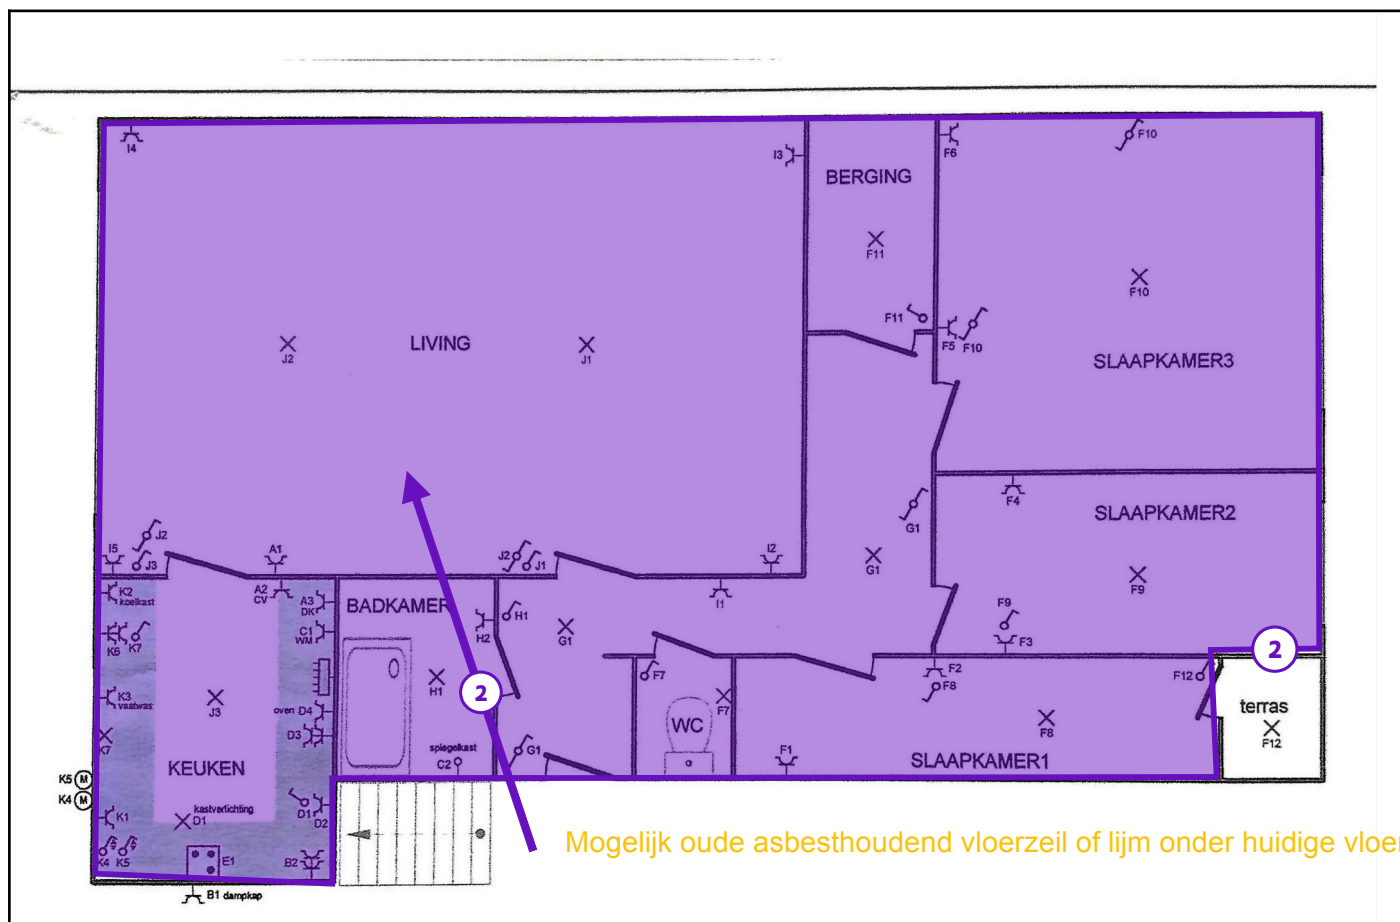 I4
I3
BERGING
F6
F10
F11
F10
F11
F5
F10
J2
LIVING
J1
SLAAPKAMER3
F4
SLAAPKAMER2
G1
I5
J2
J3
A1
J2
J1
I2
G1
F9
K2
koelkast
A2
CV
A3
DK
BADKAMER
H2
H1
I1
G1
F9
F3
C1
WM
K6
K7
2
K3
vaatwas
J3
oven D4
H1
2
F7
F7
F2
F8
F12
terras
F12
K7
D3
WC
F8
KEUKEN
spiegelkast
C2
G1
F1
SLAAPKAMER1
K5 M
K4 M
kastverlichting
D1
D1
D2
K1
K4 K5
E1
B2
B1 dampkap
Mogelijk oude asbesthoudend vloerzeil of lijm onder huidige vloer